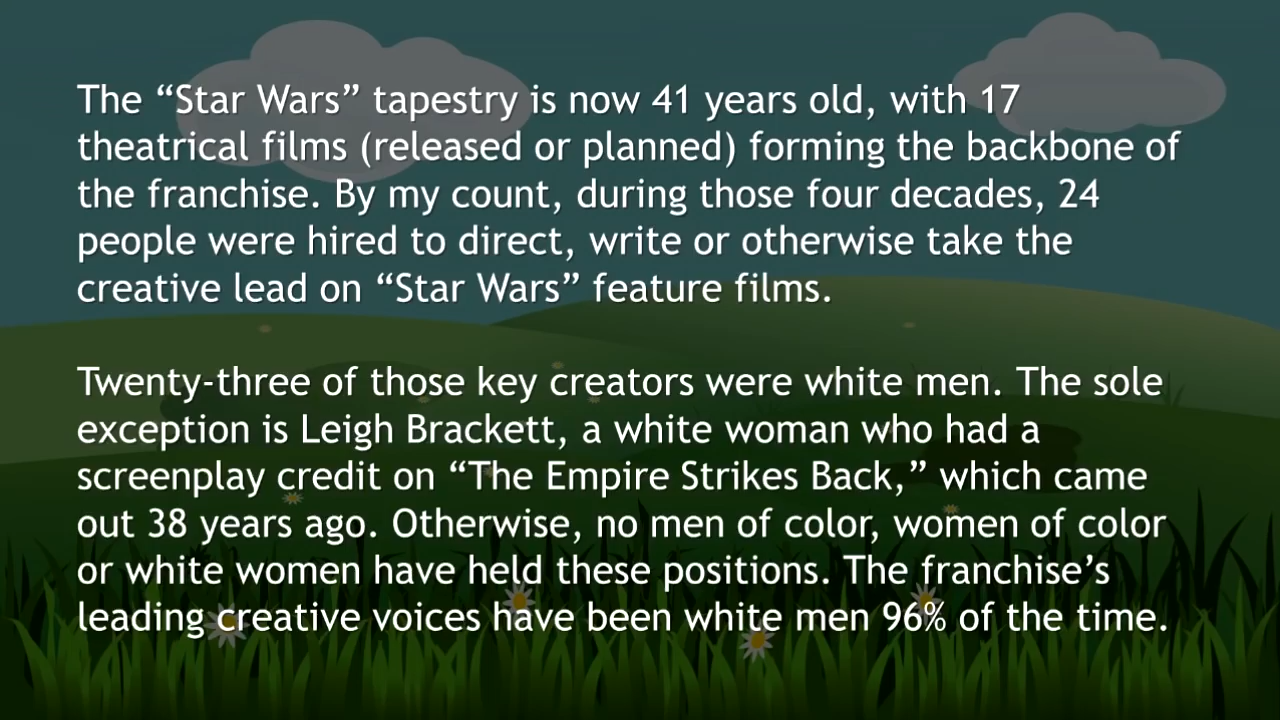 The “Star Wars” tapestry is now 41 years old, with 17
theatrical films (released or planned) forming the backbone of
the franchise. By my count, during those four decades, 24
people were hired to direct, write or otherwise take the
creative lead on “Star Wars” feature films.
Twenty-three of those key creators were white men. The sole
exception is Leigh Brackett, a white woman who had a
screenplay credit on “The Empire Strikes Back,” which came
out 38 years ago. Otherwise, no men of color, women of color
or white women have held these positions. The franchise’s
leading creative voices have been white men 96% of the time.